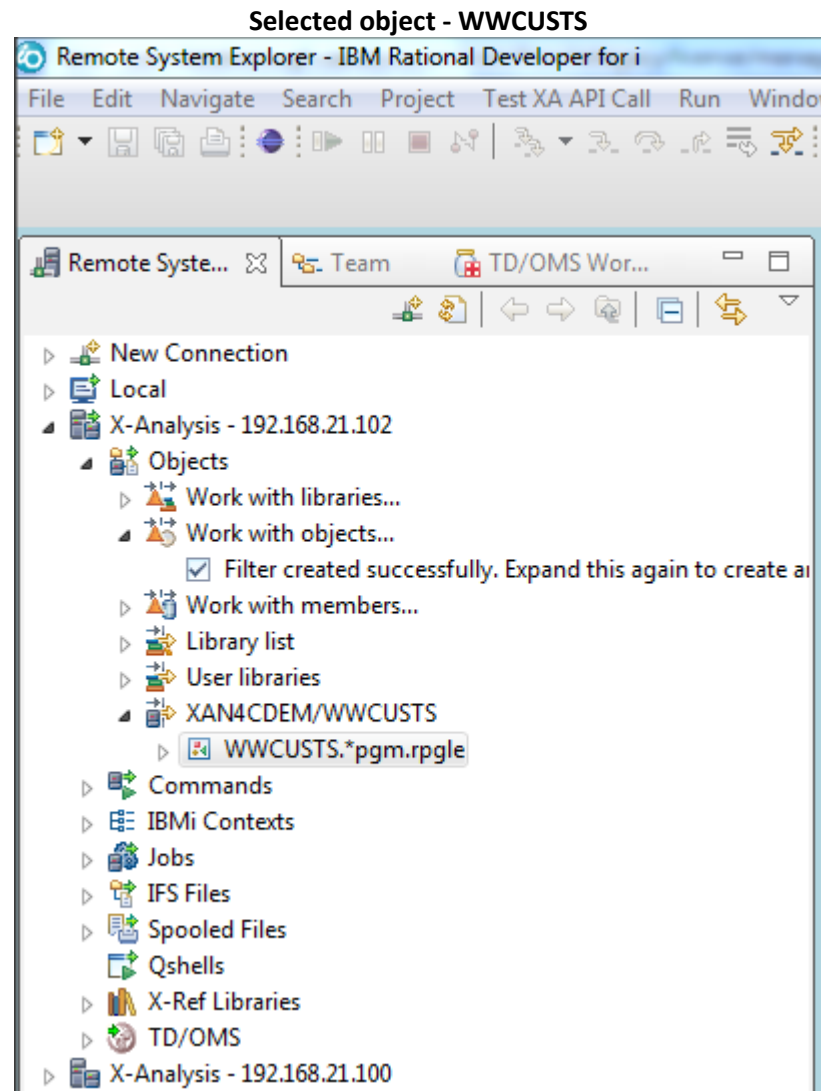 Selected object - WWCUSTS
Remote System Explorer - IBM Rational Developer for i
File Edit Navigate Search Project Test XA API Call Run Windo
Remote Syste... Team TD/OMS Wor...
New Connection
Local
X-Analysis - 192.168.21.102
Objects
Work with libraries...
Work with objects...
Filter created successfully. Expand this again to create
Work with members...
Library list
User libraries
XAN4CDEM/WWCUSTS
WWCUSTS.*pgm.rpgle
Commands
IBMi Contexts
Jobs
IFS Files
Spooled Files
Qshells
X-Ref Libraries
TD/OMS
X-Analysis - 192.168.21.100